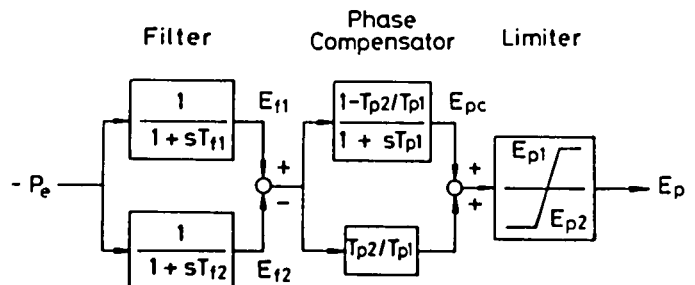 Filter
Phase Compensator
Limiter
1
1 + sTf1
Ef1
1-Tp2/Tp1
1 + sTp1
Epc
- Pe
+
-
+
+
Ep1
Ep2
Ep
1
1 + sTf2
Ef2
Tp2/Tp1